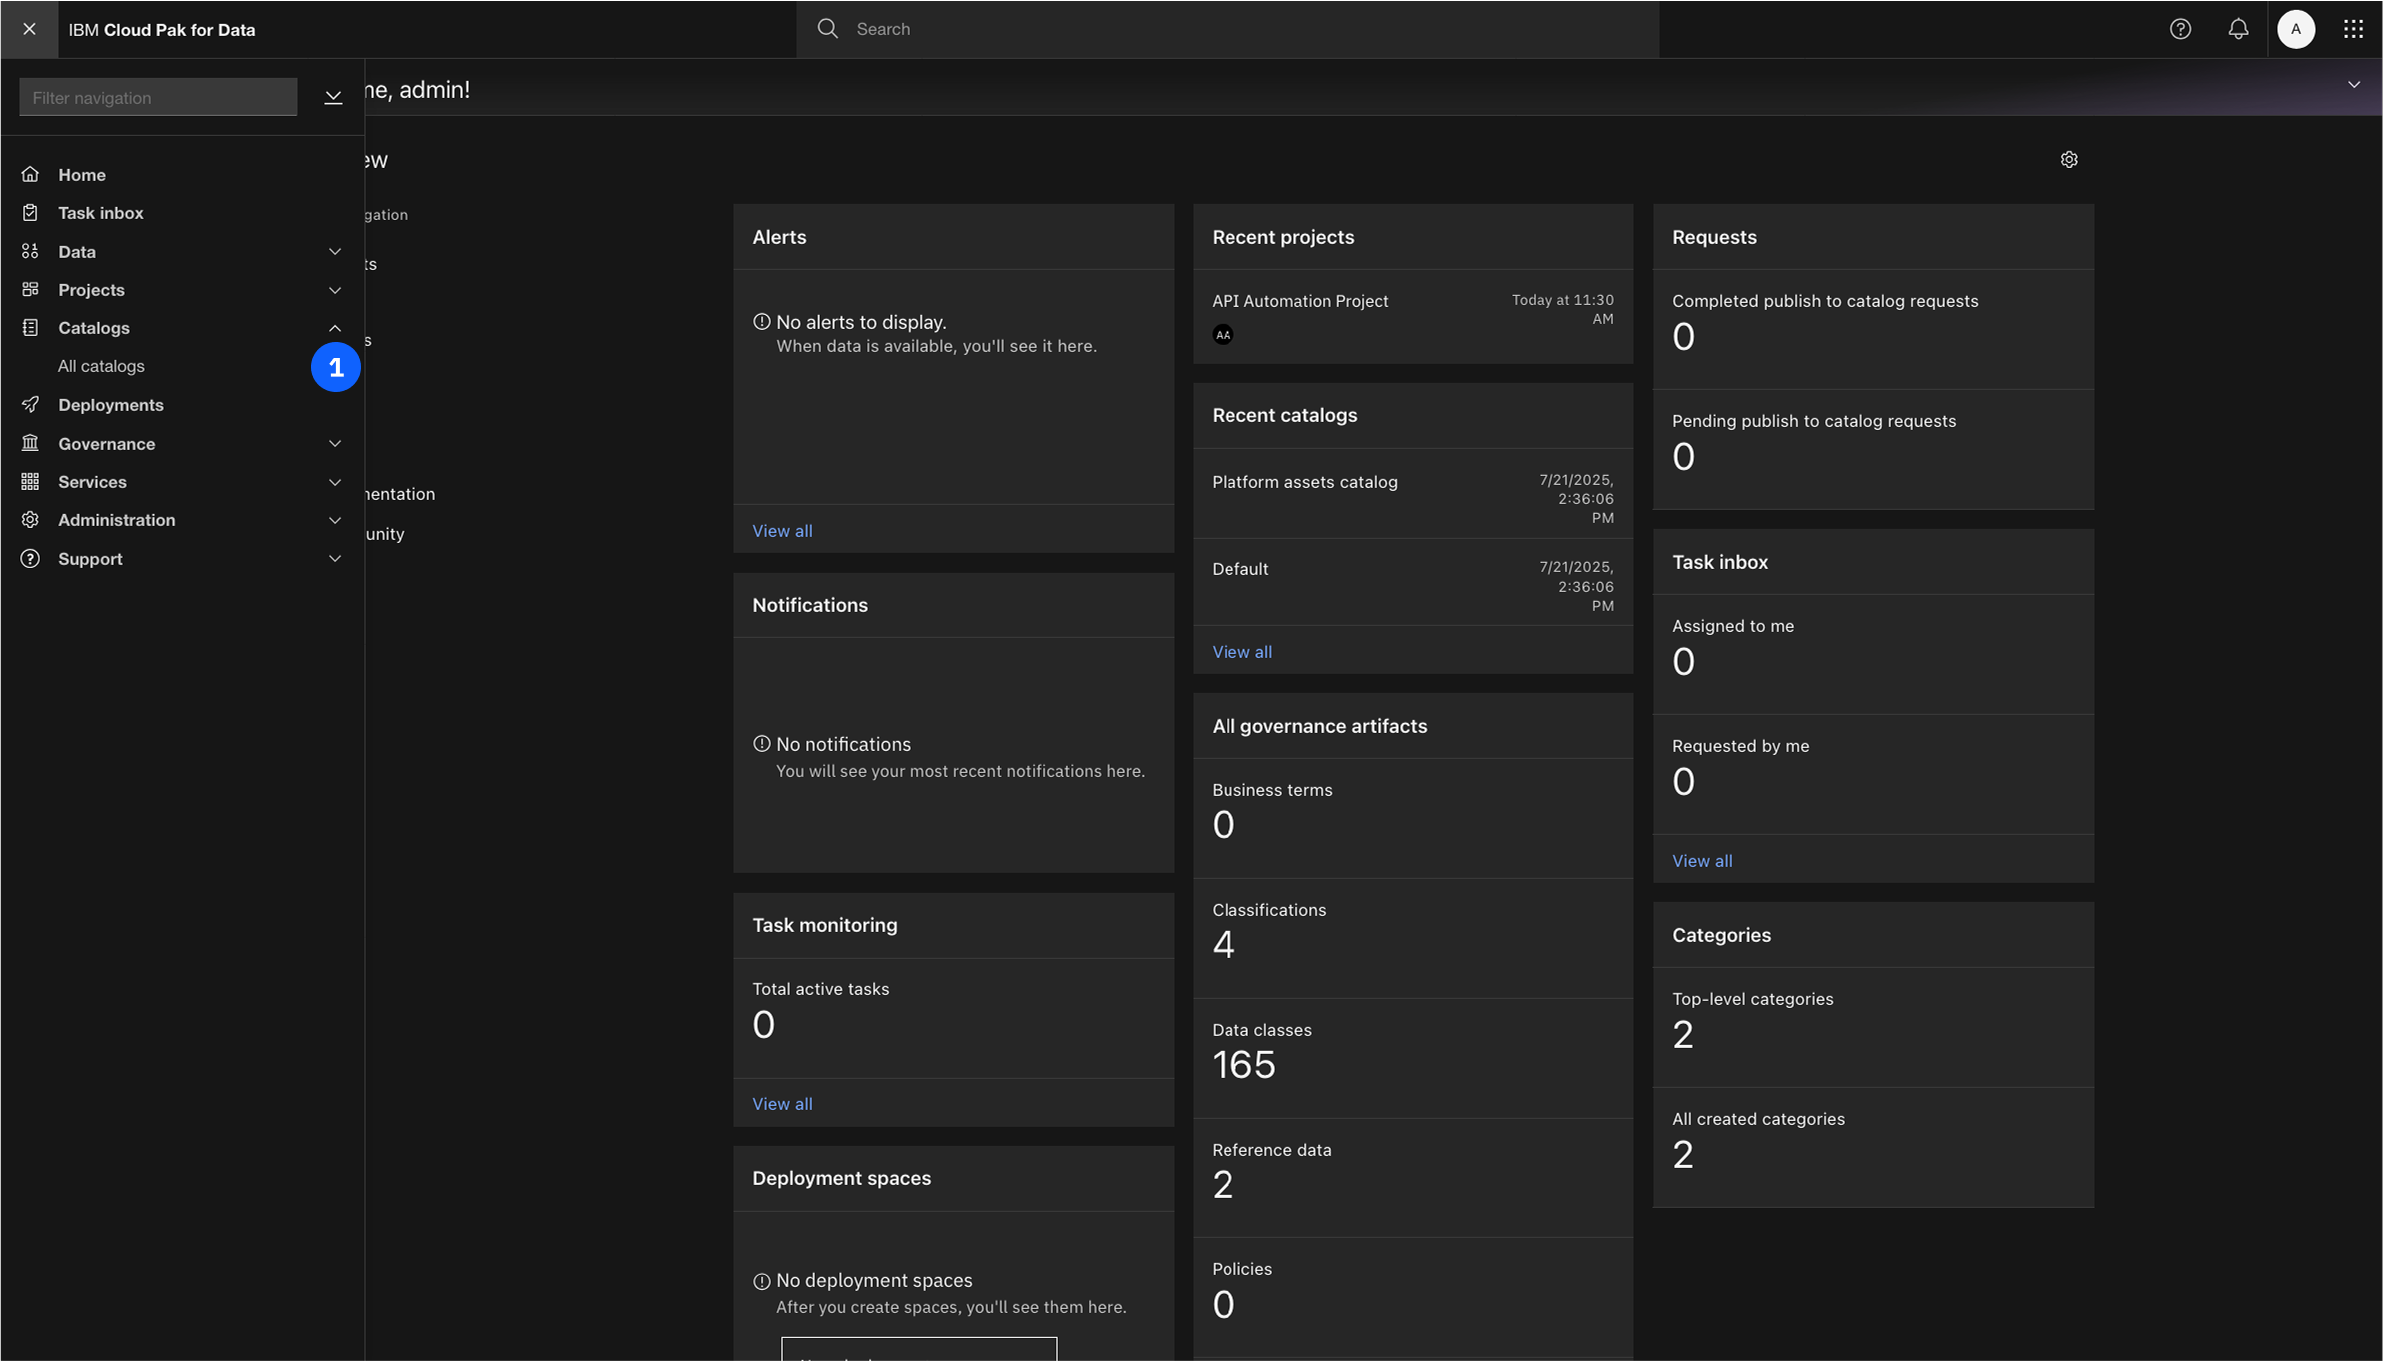 IBM Cloud Pak for Data
Search
A
Filter navigation
me, admin!
Home
Task inbox
Data
Projects
Catalogs
All catalogs
1
Deployments
Governance
Services
Administration
Support
ew
gation
ts
s
nentation
unity
Alerts
No alerts to display.
When data is available, you'll see it here.
View all
Notifications
No notifications
You will see your most recent notifications here.
Task monitoring
Total active tasks
0
View all
Deployment spaces
No deployment spaces
After you create spaces, you'll see them here.
Recent projects
API Automation Project
Today at 11:30
AM
AA
Recent catalogs
Platform assets catalog
7/21/2025,
2:36:06
PM
Default
7/21/2025,
2:36:06
PM
View all
All governance artifacts
Business terms
0
Classifications
4
Data classes
165
Reference data
2
Policies
0
Requests
Completed publish to catalog requests
0
Pending publish to catalog requests
0
Task inbox
Assigned to me
0
Requested by me
0
View all
Categories
Top-level categories
2
All created categories
2